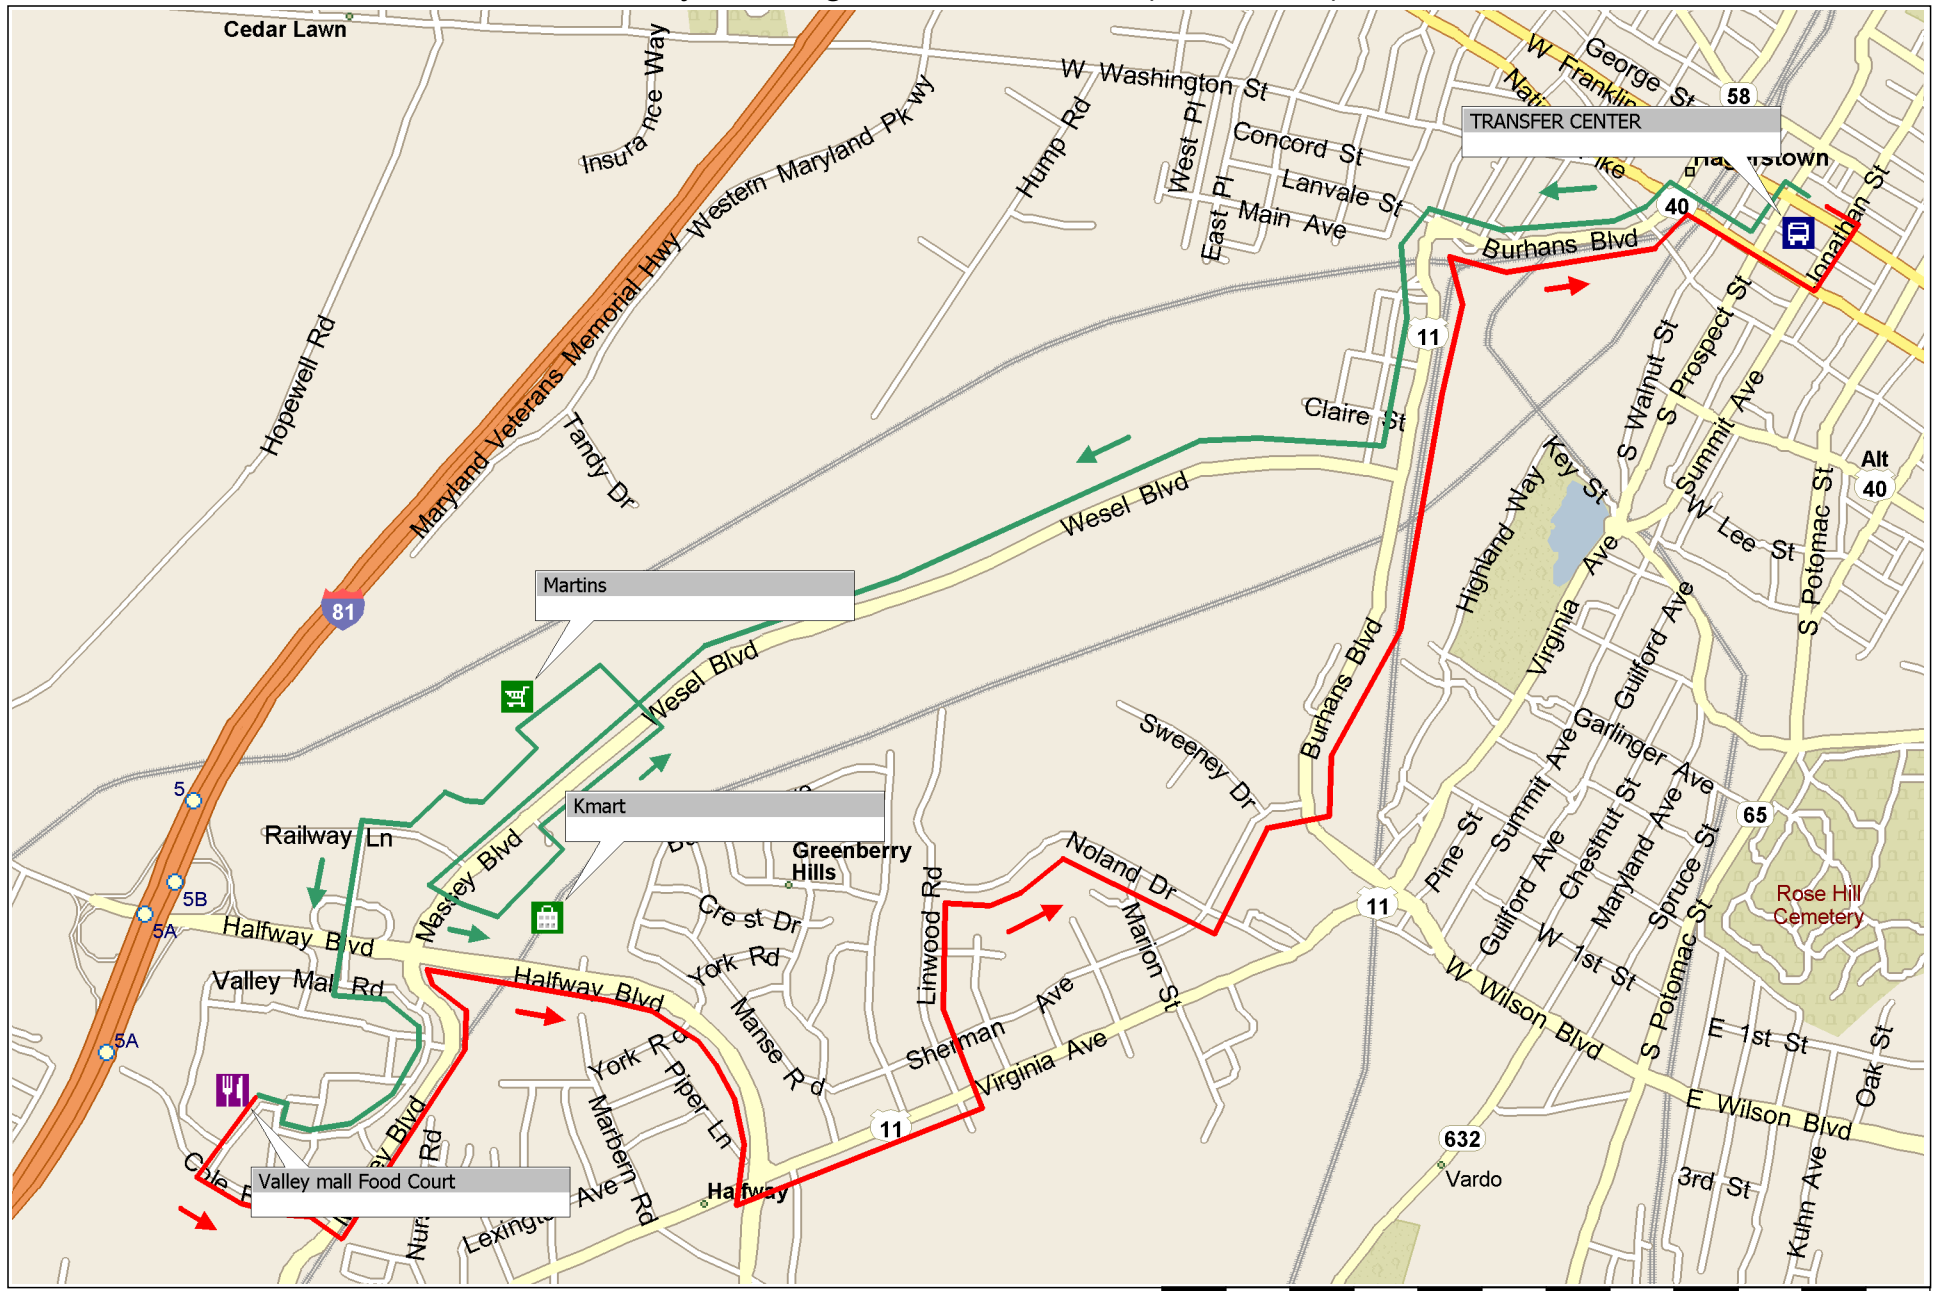 Cedar Lawn
Insurance Way
Western Maryland Pkwy
W Washington St
Hump Rd
West Pl
East Pl
Concord St
Lanvale St
Main Ave
W Franklin
George St
58
TRANSFER CENTER
40
Burhans Blvd
Jonathan St
Hopewell Rd
Maryland Veterans Memorial Hwy
Tandy Dr
11
Claire St
S Walnut St
S Prospect St
Summit Ave
Key St
Highland Way
W Lee St
Alt
40
S Potomac St
Wesel Blvd
81
Martins
Wesel Blvd
Virginia Ave
Guilford Ave
Burhans Blvd
Garlinger Ave
Sweeney Dr
5
Kmart
Railway Ln
Massey Blvd
Greenberry
Hills
Noland Dr
Pine St
Summit Ave
Chestnut St
Maryland Ave
Spruce St
65
Rose Hill
Cemetery
5B
5A
Halfway Blvd
Crest Dr
York Rd
Linwood Rd
Marion St
11
Guilford Ave
W 1st St
S Potomac St
Valley Mall Rd
Halfway Blvd
Manse Rd
Sherman Ave
Virginia Ave
W Wilson Blvd
E 1st St
Oak St
5A
York Rd
Piper Ln
Marbern Rd
11
632
Vardo
E Wilson Blvd
3rd St
Kuhn Ave
Valley mall Food Court
Halfway